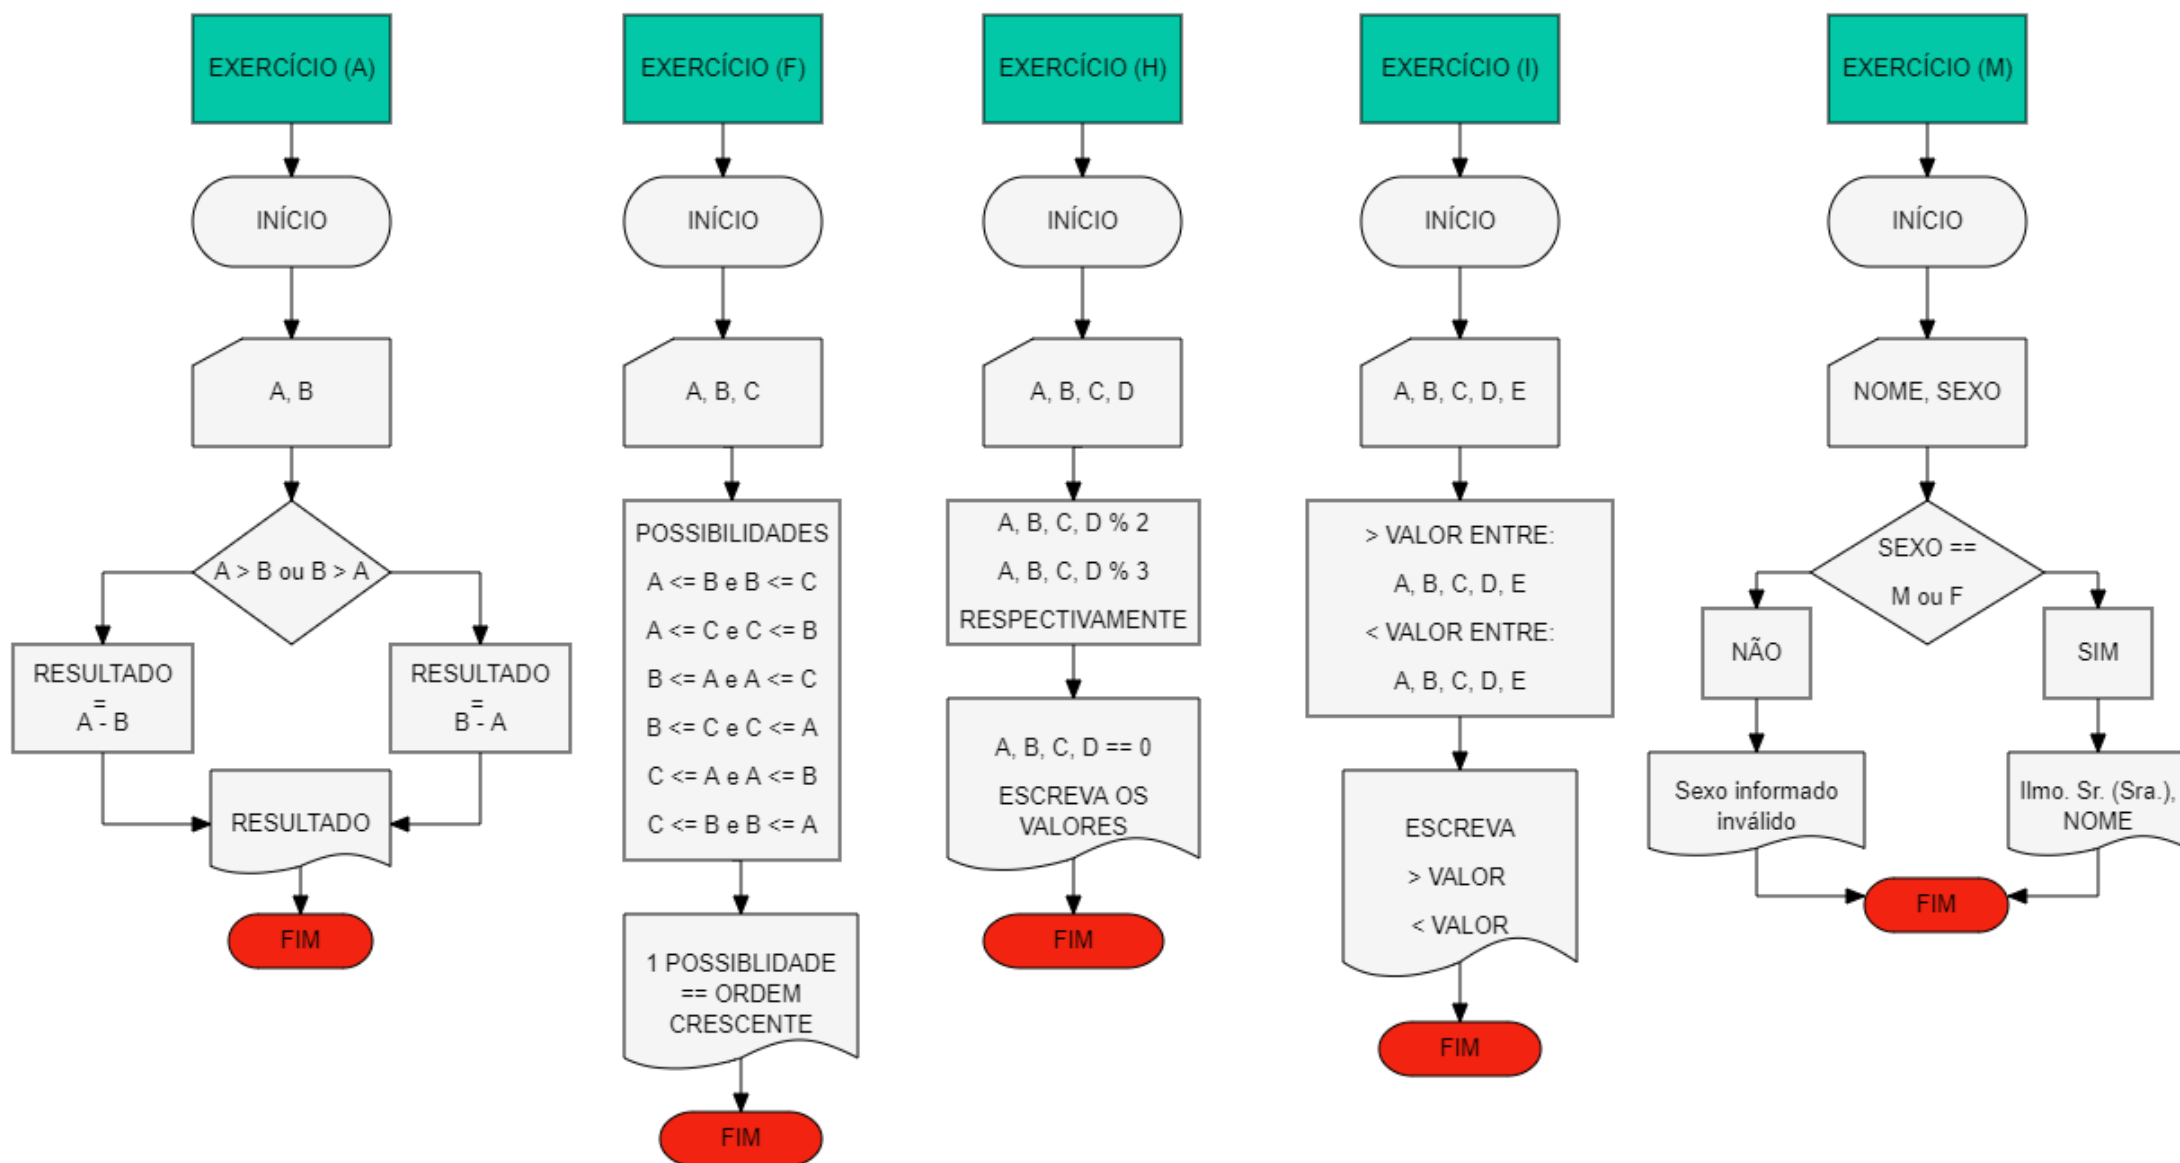 EXERCÍCIO (A)
INÍCIO
A, B
A > B ou B > A
RESULTADO
=
A - B
RESULTADO
=
B - A
RESULTADO
FIM
EXERCÍCIO (F)
INÍCIO
A, B, C
POSSIBILIDADES
A <= B e B <= C
A <= C e C <= B
B <= A e A <= C
B <= C e C <= A
C <= A e A <= B
C <= B e B <= A
1 POSSIBLIDADE
== ORDEM
CRESCENTE
FIM
EXERCÍCIO (H)
INÍCIO
A, B, C, D
A, B, C, D % 2
A, B, C, D % 3
RESPECTIVAMENTE
A, B, C, D == 0
ESCREVA OS
VALORES
FIM
EXERCÍCIO (I)
INÍCIO
A, B, C, D, E
> VALOR ENTRE:
A, B, C, D, E
< VALOR ENTRE:
A, B, C, D, E
ESCREVA
> VALOR
< VALOR
FIM
EXERCÍCIO (M)
INÍCIO
NOME, SEXO
SEXO ==
M ou F
NÃO
SIM
Sexo informado
inválido
Ilmo. Sr. (Sra.),
NOME
FIM